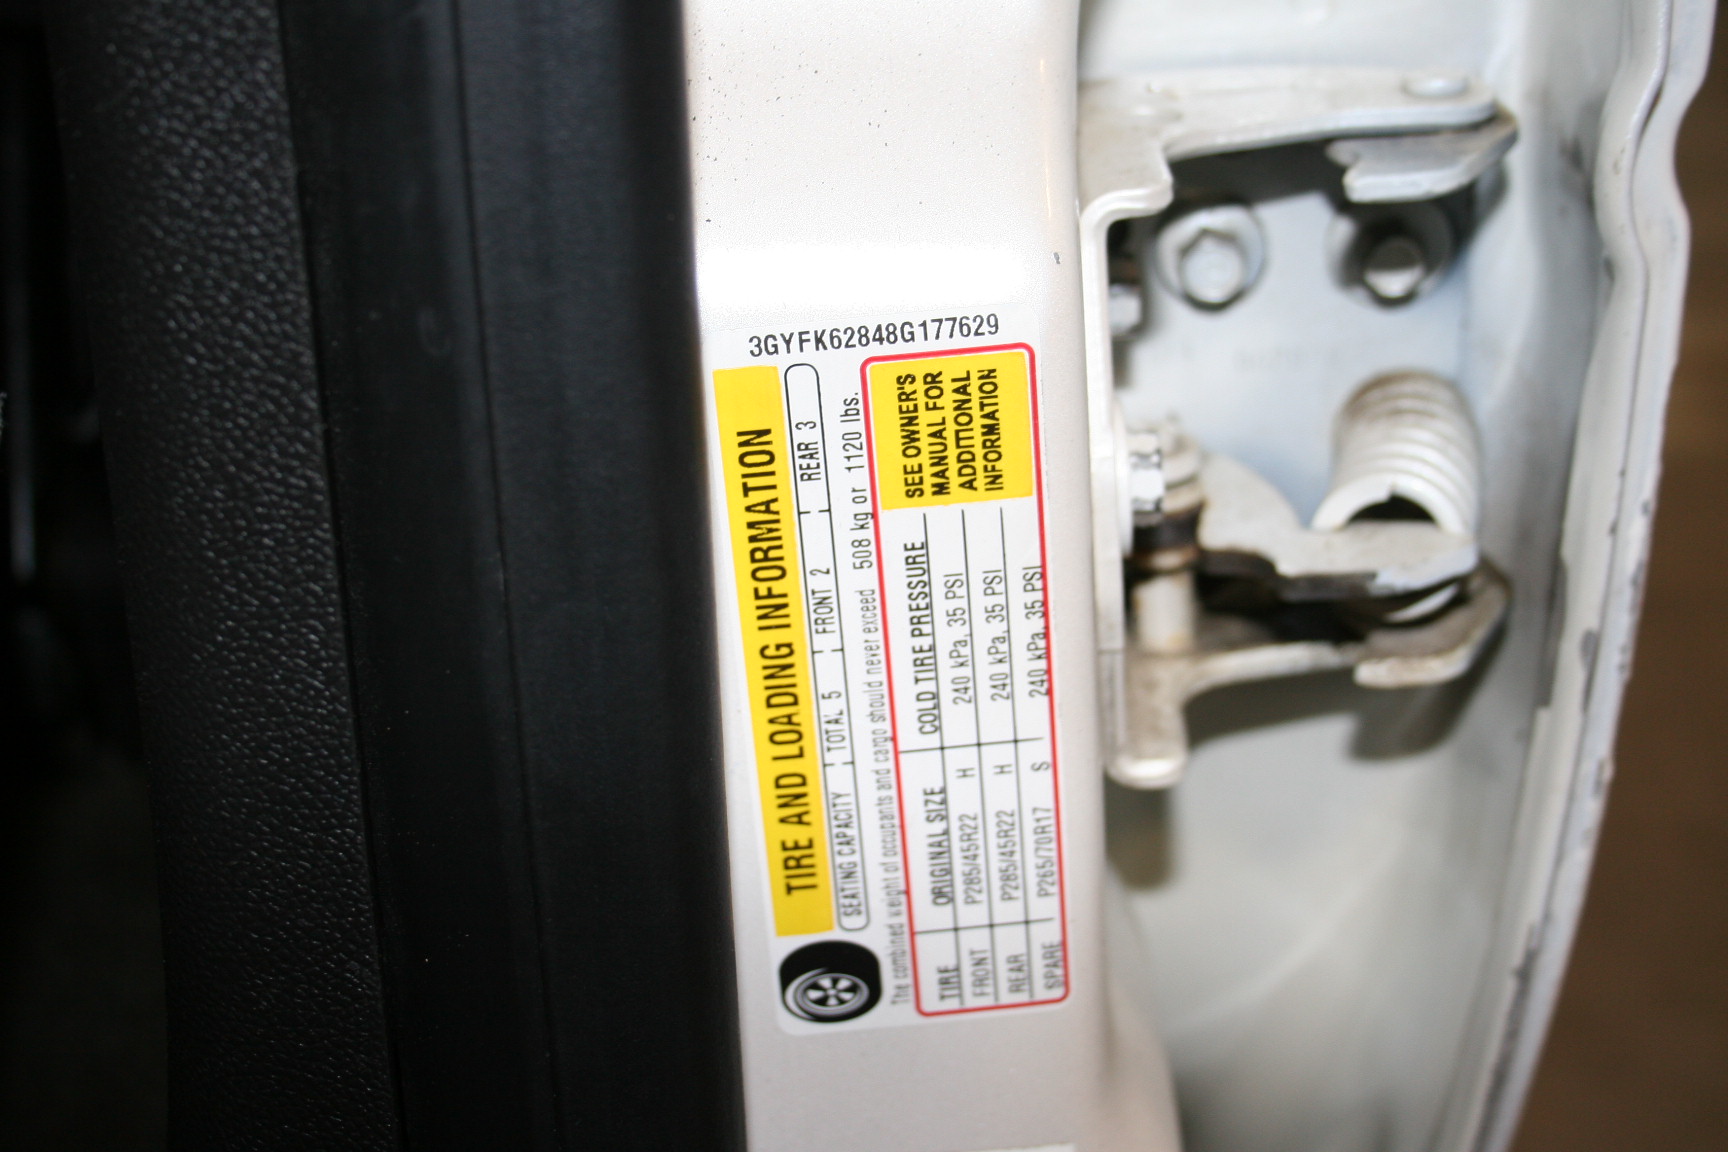 3GYFK62848G177629
TIRE AND LOADING INFORMATION
SEATING CAPACITY TOTAL 5 FRONT 2 REAR 3
The combined weight of occupants and cargo should never exceed 508 kg or 1120 lbs.
TIRE ORIGINAL SIZE COLD TIRE PRESSURE
FRONT P285/45R22 H 240 kPa, 35 PSI
REAR P285/45R22 H 240 kPa, 35 PSI
SPARE P265/70R17 S 240 kPa, 35 PSI
SEE OWNER'S
MANUAL FOR
ADDITIONAL
INFORMATION